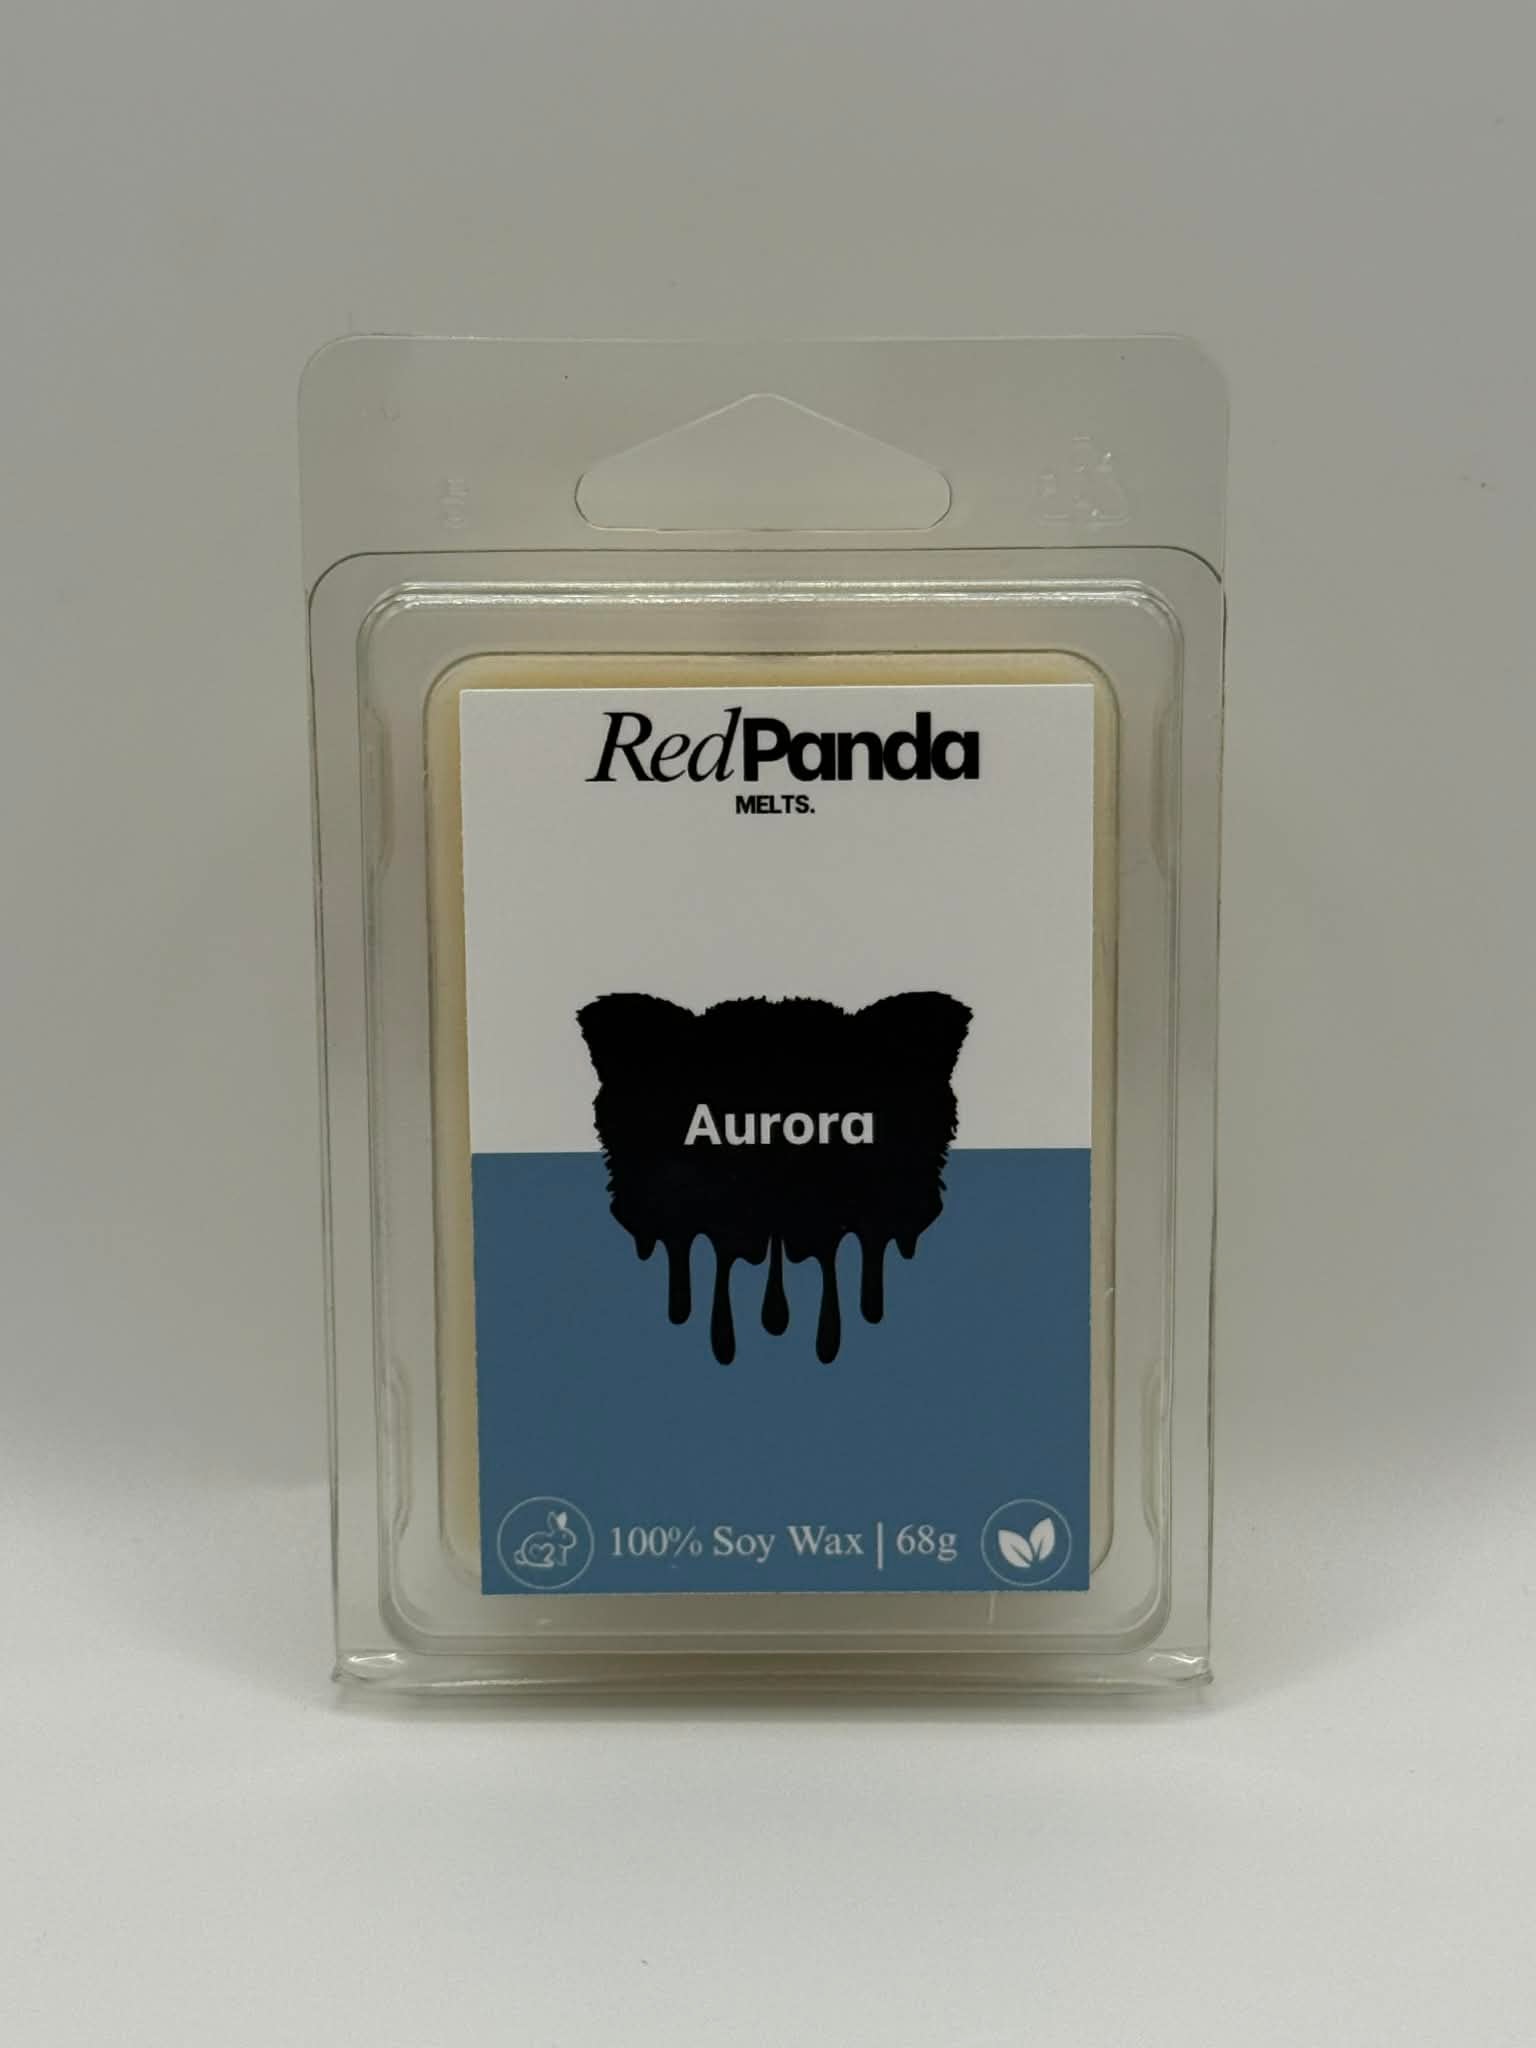 RedPanda
MELTS.
Aurora
100% Soy Wax | 68g